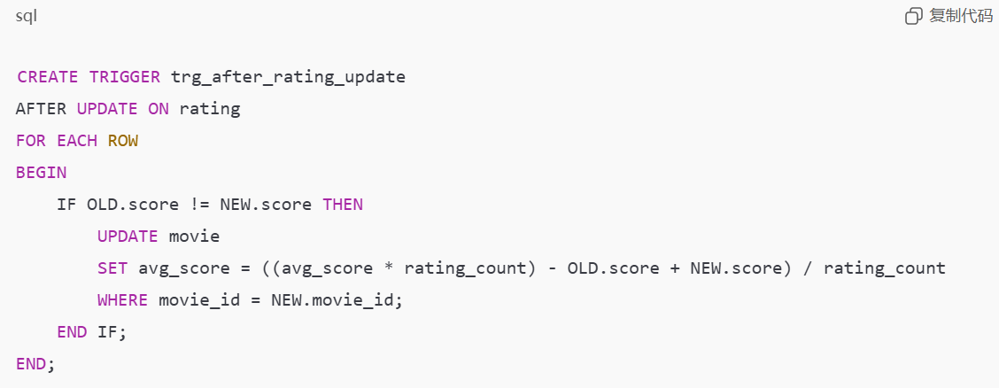 sql
复制代码
CREATE TRIGGER trg_after_rating_update
AFTER UPDATE ON rating
FOR EACH ROW
BEGIN
    IF OLD.score != NEW.score THEN
        UPDATE movie
        SET avg_score = ((avg_score * rating_count) - OLD.score + NEW.score) / rating_count
        WHERE movie_id = NEW.movie_id;
    END IF;
END;